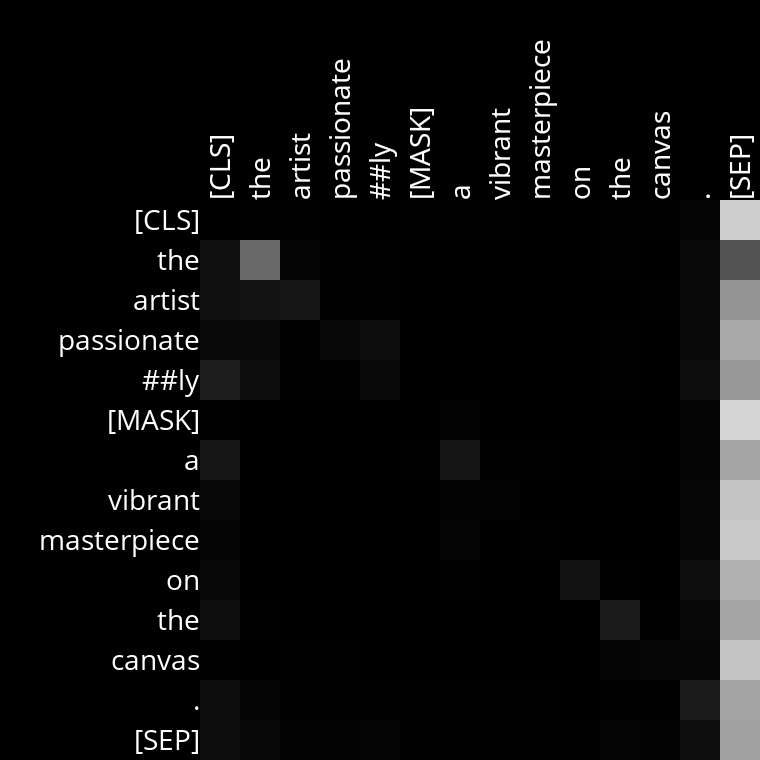 [CLS]
the
artist
passionate
##ly
[MASK]
a
vibrant
masterpiece
on
the
canvas
.
[SEP]
[CLS]
the
artist
passionate
##ly
[MASK]
a
vibrant
masterpiece
on
the
canvas
.
[SEP]